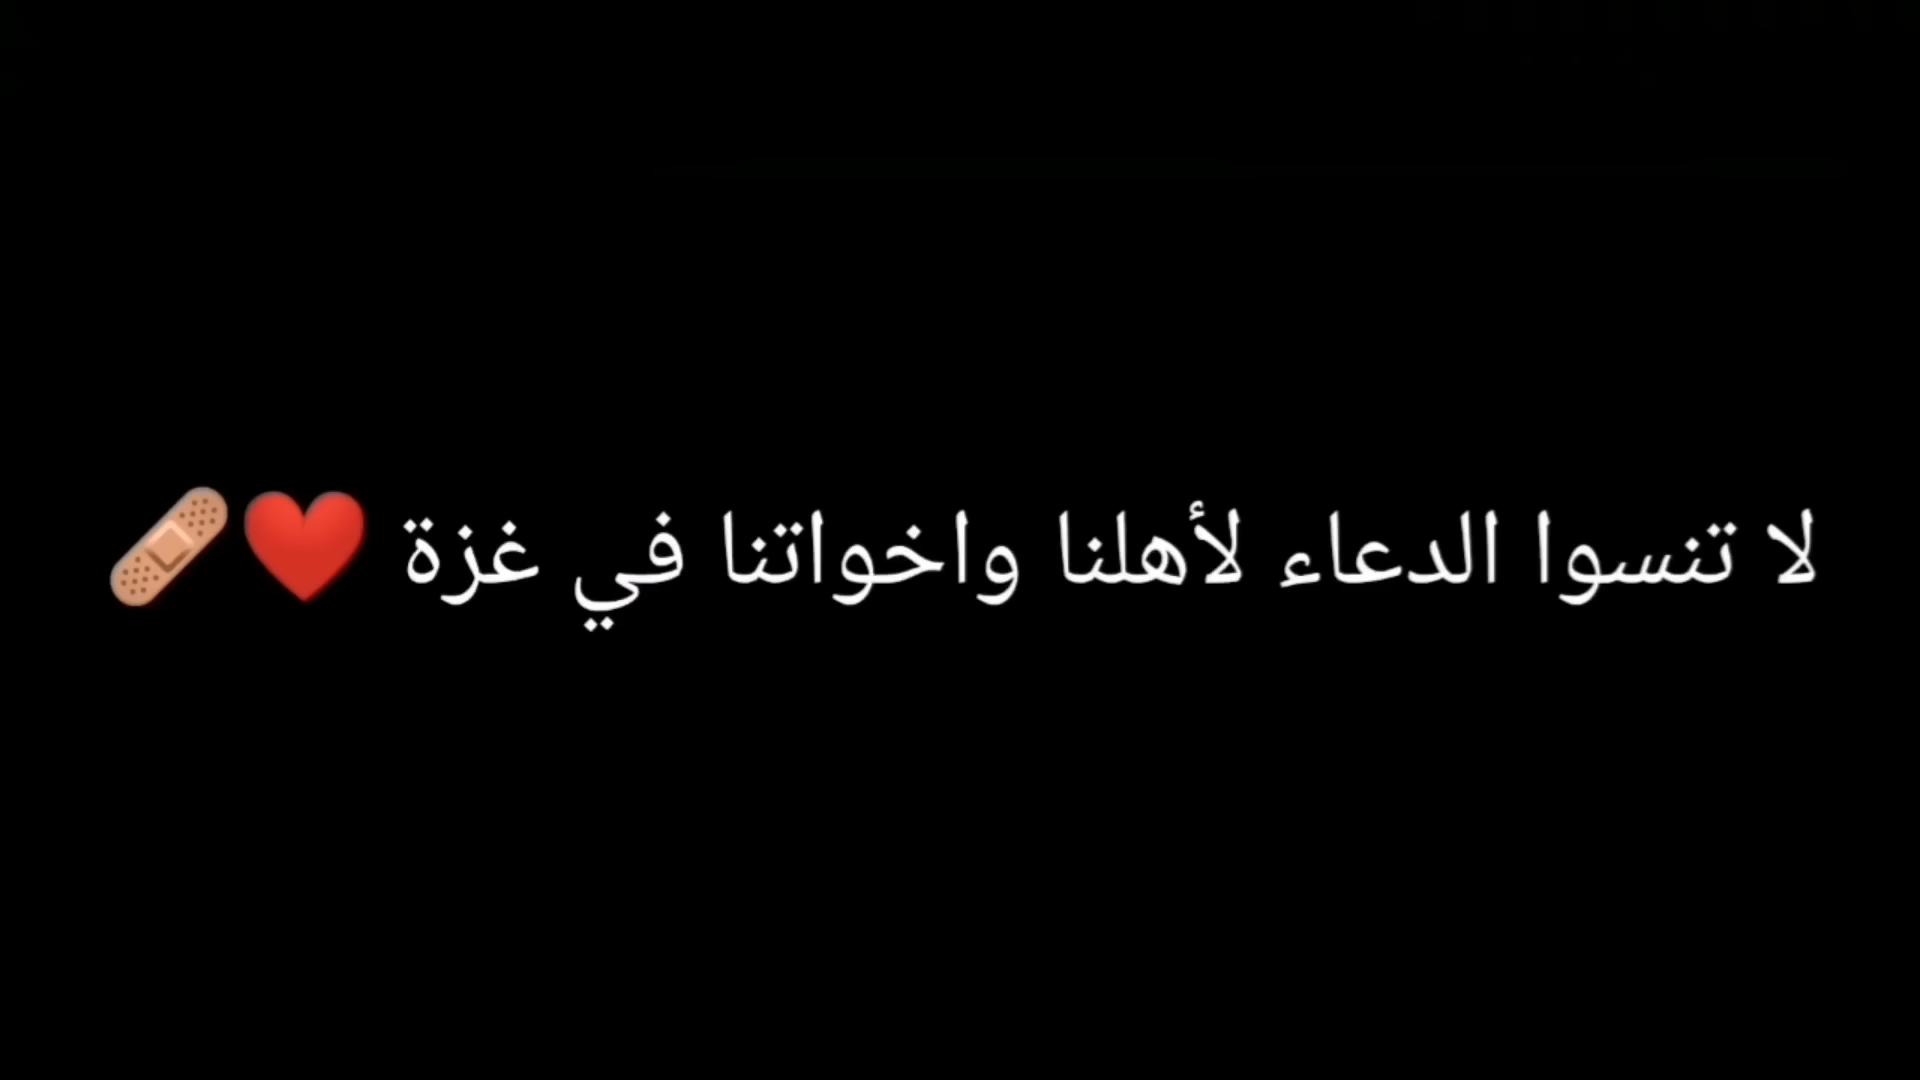 لا تنسوا الدعاء لأهلنا واخواتنا في غزة ❤️🩹